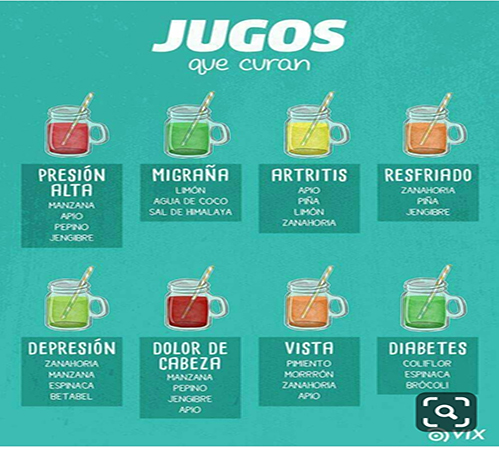 JUGOS
que curan
PRESIÓN
ALTA
MANZANA
APIO
PEPINO
JENGIBRE
MIGRAÑA
LIMÓN
AGUA DE COCO
SAL DE HIMALAYA
ARTRITIS
APIO
PIÑA
LIMÓN
ZANAHORIA
RESFRIADO
ZANAHORIA
PIÑA
JENGIBRE
DEPRESIÓN
ZANAHORIA
MANZANA
ESPINACA
BETABEL
DOLOR DE
CABEZA
MANZANA
PEPINO
JENGIBRE
APIO
VISTA
PIMIENTO
MORRRÓN
ZANAHORIA
APIO
DIABETES
COLIFLOR
ESPINACA
BRÓCOLI
VIX